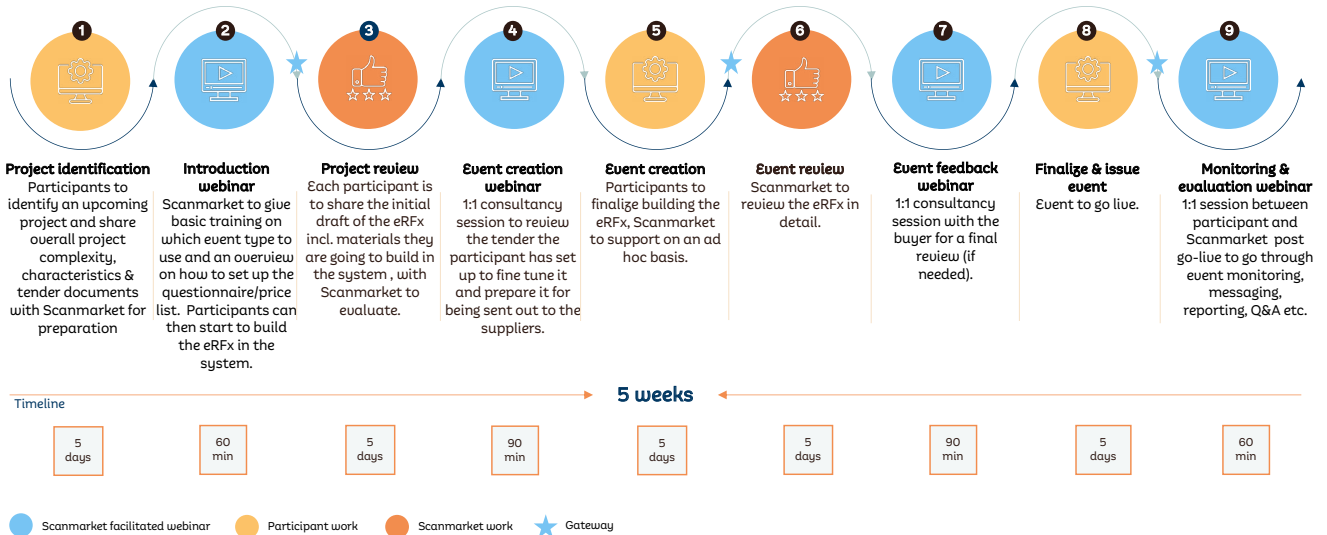 1
2
3
4
5
6
7
8
9
Project identification
Participants to
identify an upcoming
project and share
overall project
complexity,
characteristics &
tender documents
with Scanmarket for
preparation
Introduction
webinar
Scanmarket to give
basic training on
which event type to
use and an overview
on how to set up the
questionnaire/price
list. Participants can
then start to build
the eRFx in the
system.
Project review
Each participant is
to share the initial
draft of the eRFx
incl. materials they
are going to build in
the system , with
Scanmarket to
evaluate.
Event creation
webinar
1:1 consultancy
session to review
the tender the
participant has set
up to fine tune it
and prepare it for
being sent out to the
suppliers.
Event creation
Participants to
finalize building the
eRFx, Scanmarket
to support on an ad
hoc basis.
Event review
Scanmarket to
review the eRFx in
detail.
Event feedback
webinar
1:1 consultancy
session with the
buyer for a final
review (if
needed).
Finalize & issue
event
Event to go live.
Monitoring &
evaluation webinar
1:1 session between
participant and
Scanmarket post
go-live to go through
event monitoring,
messaging,
reporting, Q&A etc.
5 weeks
Timeline
5
days
60
min
5
days
90
min
5
days
5
days
90
min
5
days
60
min
Scanmarket facilitated webinar
Participant work
Scanmarket work
Gateway